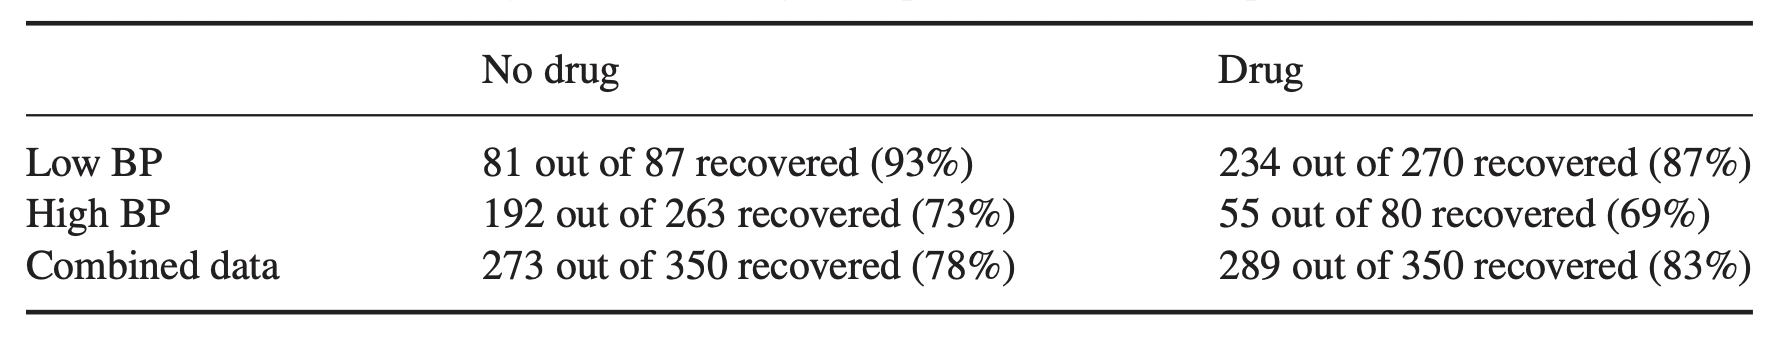 No drug Drug
Low BP 81 out of 87 recovered (93%) 234 out of 270 recovered (87%)
High BP 192 out of 263 recovered (73%) 55 out of 80 recovered (69%)
Combined data 273 out of 350 recovered (78%) 289 out of 350 recovered (83%)